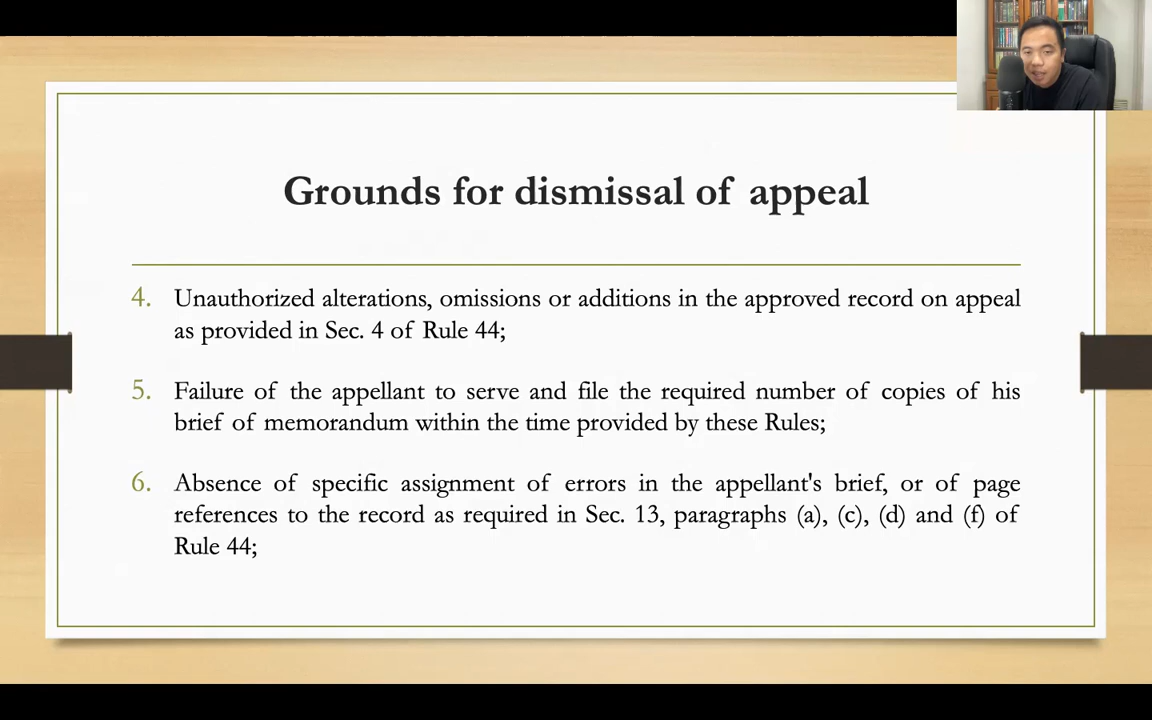 Grounds for dismissal of appeal
4. Unauthorized alterations, omissions or additions in the approved record on appeal
as provided in Sec. 4 of Rule 44;
5. Failure of the appellant to serve and file the required number of copies of his
brief of memorandum within the time provided by these Rules;
6. Absence of specific assignment of errors in the appellant's brief, or of page
references to the record as required in Sec. 13, paragraphs (a), (c), (d) and (f) of
Rule 44;